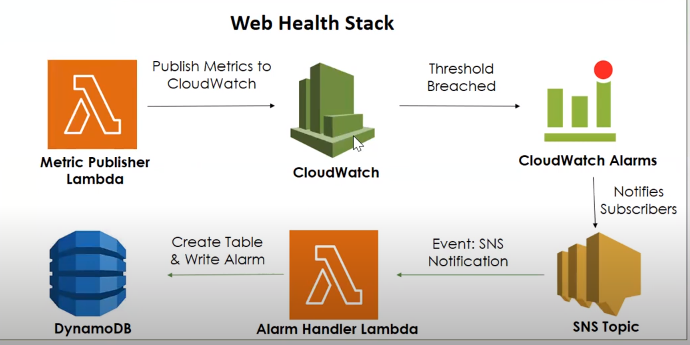 Web Health Stack
Publish Metrics to
CloudWatch
Threshold
Breached
Metric Publisher
Lambda
CloudWatch
CloudWatch Alarms
Notifies
Subscribers
Create Table
& Write Alarm
Event: SNS
Notification
DynamoDB
Alarm Handler Lambda
SNS Topic